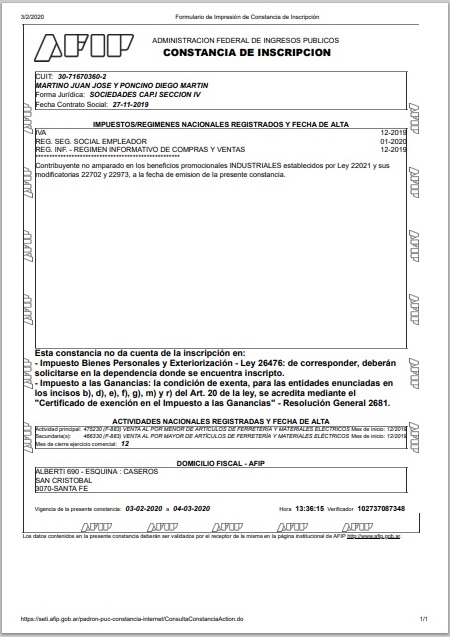 3/2/2020 Formulario de Impresión de Constancia de Inscripción
AFIP
ADMINISTRACION FEDERAL DE INGRESOS PUBLICOS
CONSTANCIA DE INSCRIPCION
CUIT: 30-71670360-2
MARTINO JUAN JOSE Y PONCINO DIEGO MARTIN
Forma Jurídica: SOCIEDADES CAP.I SECCION IV
Fecha Contrato Social: 27-11-2019
IMPUESTOS/REGIMENES NACIONALES REGISTRADOS Y FECHA DE ALTA
IVA 12-2019
REG. SEG. SOCIAL EMPLEADOR 01-2020
REG. INF. - REGIMEN INFORMATIVO DE COMPRAS Y VENTAS 12-2019
Contribuyente no amparado en los beneficios promocionales INDUSTRIALES establecidos por Ley 22021 y sus
modificatorias 22702 y 22973, a la fecha de emision de la presente constancia.
Esta constancia no da cuenta de la inscripción en:
- Impuesto Bienes Personales y Exteriorización - Ley 26476: de corresponder, deberán
solicitarse en la dependencia donde se encuentra inscripto.
- Impuesto a las Ganancias: la condición de exenta, para las entidades enunciadas en
los incisos b), d), e), f), g), m) y r) del Art. 20 de la ley, se acredita mediante el
"Certificado de exención en el Impuesto a las Ganancias" - Resolución General 2681.
ACTIVIDADES NACIONALES REGISTRADAS Y FECHA DE ALTA
Actividad principal: 475230 (F-883) VENTA AL POR MENOR DE ARTÍCULOS DE FERRETERÍA Y MATERIALES ELÉCTRICOS Mes de inicio: 12/2019
Secundaria(s): 466330 (F-883) VENTA AL POR MAYOR DE ARTÍCULOS DE FERRETERÍA Y MATERIALES ELÉCTRICOS Mes de inicio: 12/2019
Mes de cierre ejercicio comercial: 12
DOMICILIO FISCAL - AFIP
ALBERTI 690 - ESQUINA : CASEROS
SAN CRISTOBAL
3070-SANTA FE
Vigencia de la presente constancia: 03-02-2020 a 04-03-2020 Hora 13:36:15 Verificador 102737087348
AFIP AFIP AFIP AFIP AFIP
Los datos contenidos en la presente constancia deberán ser validados por el receptor de la misma en la página institucional de AFIP http://www.afip.gob.ar.
https://seti.afip.gob.ar/padron-puc-constancia-internet/ConsultaConstanciaAction.do 1/1